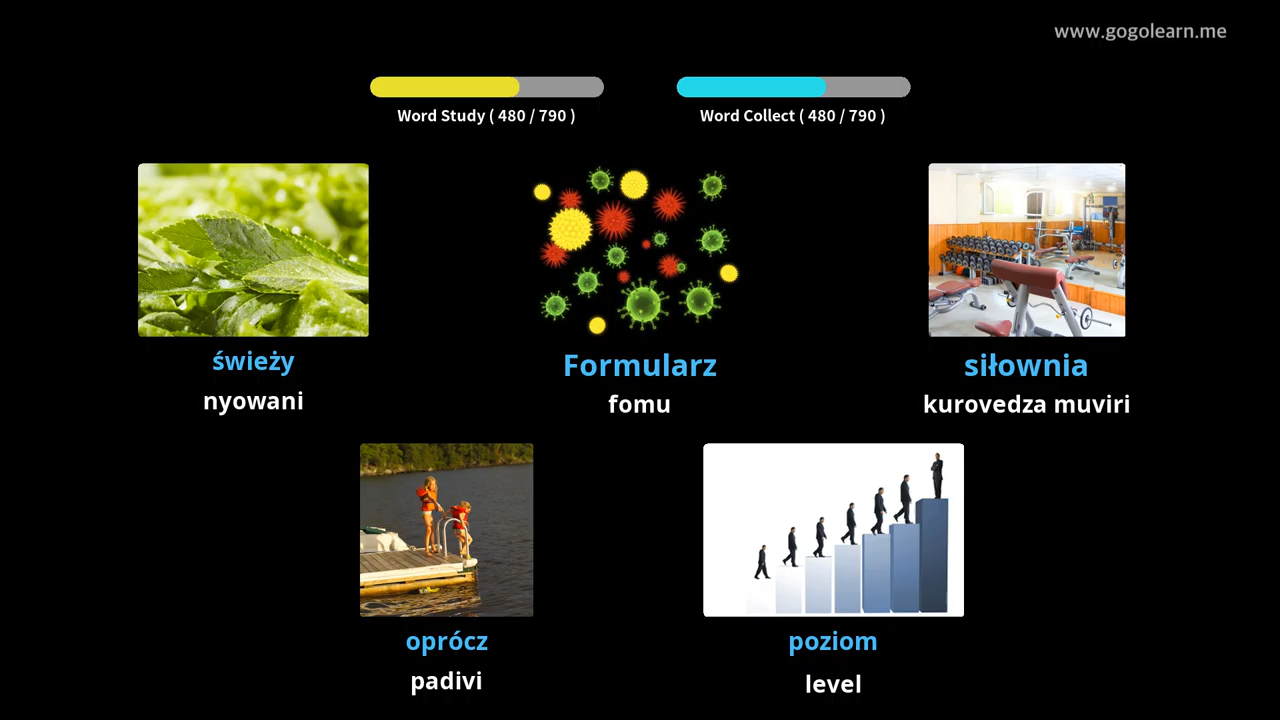 www.gogolearn.me
Word Study ( 480 / 790 )
Word Collect ( 480 / 790 )
świeży
nyowani
Formularz
fomu
siłownia
kurovedza muviri
oprócz
padivi
poziom
level